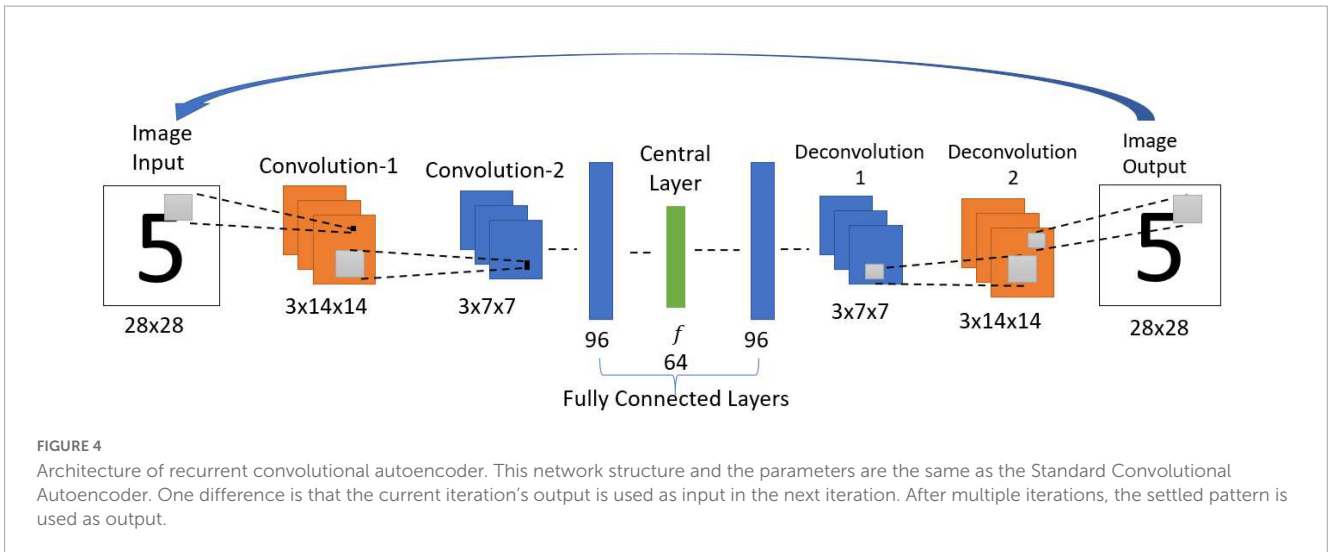 Image
Input
Convolution-1
Convolution-2
Central
Layer
Deconvolution
1
Deconvolution
2
Image
Output
5
5
28x28
3x14x14
3x7x7
96
f
64
96
3x7x7
3x14x14
28x28
Fully Connected Layers
FIGURE 4
Architecture of recurrent convolutional autoencoder. This network structure and the parameters are the same as the Standard Convolutional
Autoencoder. One difference is that the current iteration's output is used as input in the next iteration. After multiple iterations, the settled pattern is
used as output.